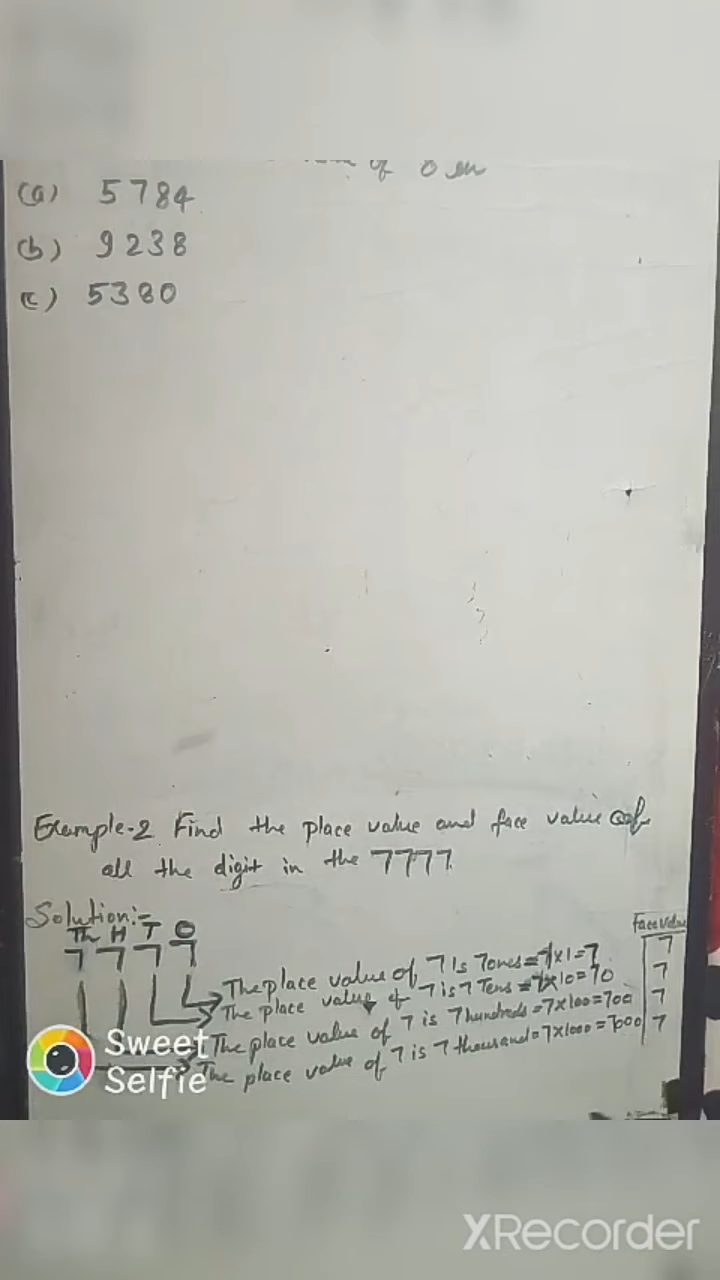 of 8 in
(a) 5784
(b) 9238
(c) 5380
Example-2 Find the place value and face value of
all the digit in the 7777.
Solution:-
Th H T O
7 7 7 7
Face Value
The place value of 7 is 7 ones = 7x1 = 7 7
The place value of 7 is 7 Tens = 7x10 = 70 7
The place value of 7 is 7 hundreds = 7x100 = 700 7
The place value of 7 is 7 thousand = 7x1000 = 7000 7
Sweet
Selfie
XRecorder